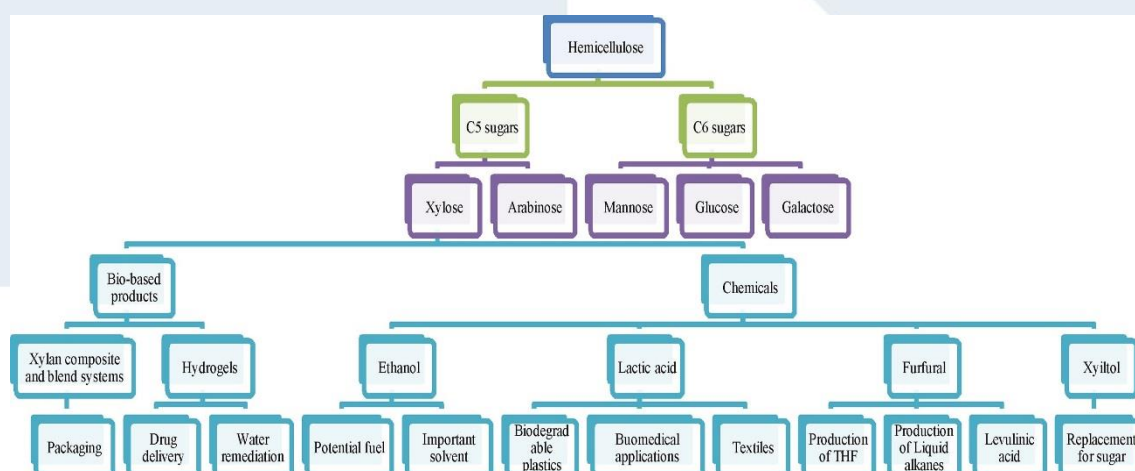 Hemicellulose
C5 sugars
C6 sugars
Xylose
Arabinose
Mannose
Glucose
Galactose
Bio-based
products
Chemicals
Xylan composite
and blend systems
Hydrogels
Ethanol
Lactic acid
Furfural
Xyiltol
Packaging
Drug
delivery
Water
remediation
Potential fuel
Important
solvent
Biodegrad
able
plastics
Buomedical
applications
Textiles
Production
of THF
Production
of Liquid
alkanes
Levulinic
acid
Replacement
for sugar